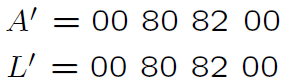 A′ = 00 80 82 00
L′ = 00 80 82 00